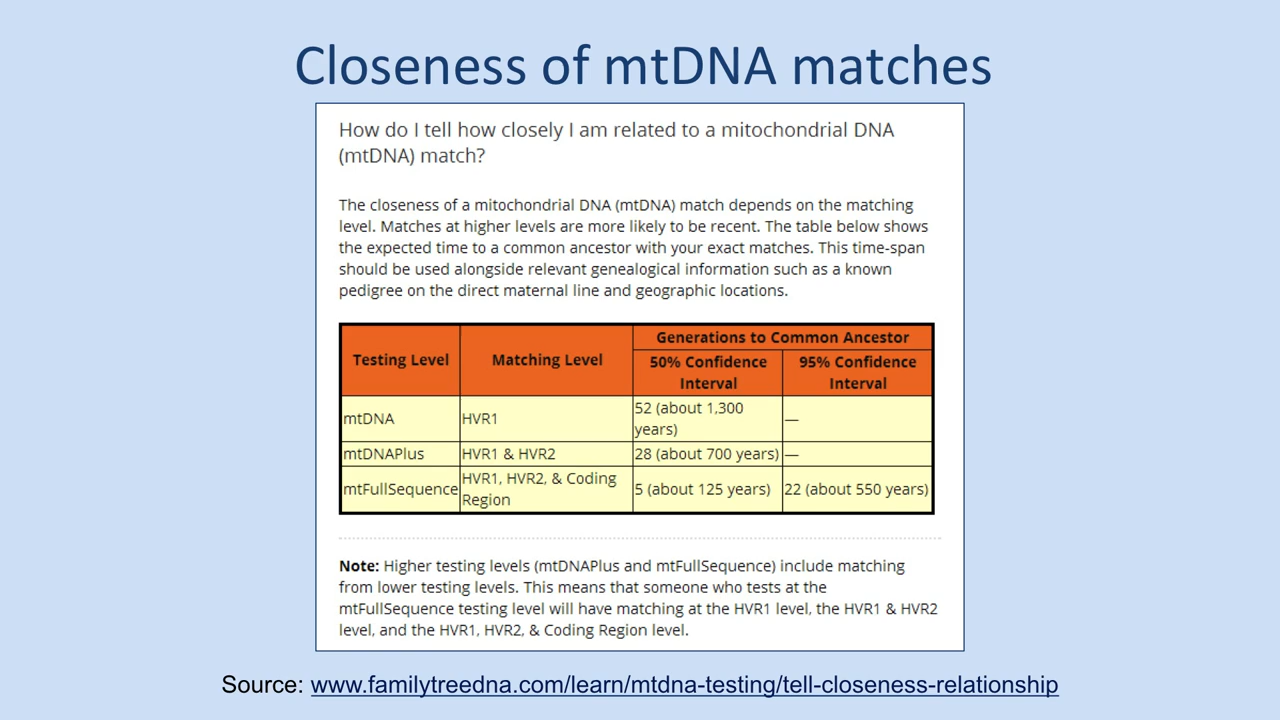 Closeness of mtDNA matches
How do I tell how closely I am related to a mitochondrial DNA
(mtDNA) match?
The closeness of a mitochondrial DNA (mtDNA) match depends on the matching
level. Matches at higher levels are more likely to be recent. The table below shows
the expected time to a common ancestor with your exact matches. This time-span
should be used alongside relevant genealogical information such as a known
pedigree on the direct maternal line and geographic locations.
Testing Level
Matching Level
Generations to Common Ancestor
50% Confidence
Interval
95% Confidence
Interval
mtDNA
HVR1
52 (about 1,300
years)
—
mtDNAPlus
HVR1 & HVR2
28 (about 700 years)
—
mtFullSequence
HVR1, HVR2, & Coding
Region
5 (about 125 years)
22 (about 550 years)
Note: Higher testing levels (mtDNAPlus and mtFullSequence) include matching
from lower testing levels. This means that someone who tests at the
mtFullSequence testing level will have matching at the HVR1 level, the HVR1 & HVR2
level, and the HVR1, HVR2, & Coding Region level.
Source: www.familytreedna.com/learn/mtdna-testing/tell-closeness-relationship